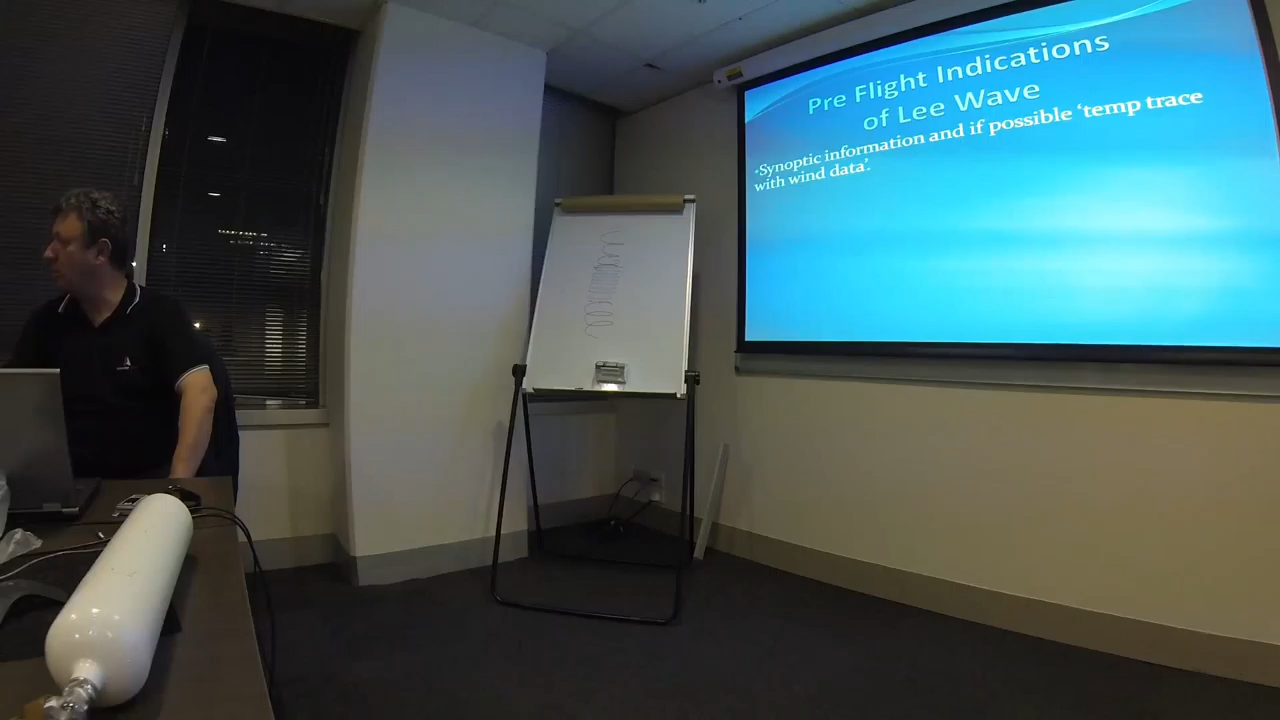 Pre Flight Indications
of Lee Wave
•Synoptic information and if possible ‘temp trace
with wind data’.